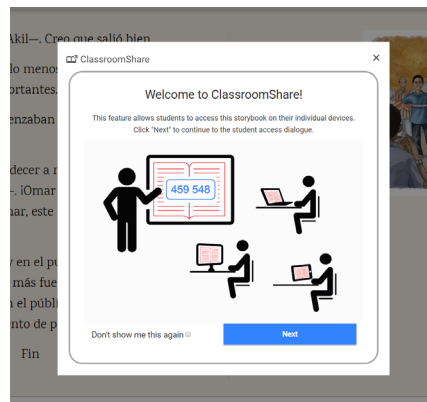 Akil—. Creo que salió bien
lo menos
ortantes.
enzaban
decer a
—. ¡Omar
nar, este
en el pu
más fue
el públi
nto de p
Fin
ClassroomShare
Welcome to ClassroomShare!
This feature allows students to access this storybook on their individual devices.
Click "Next" to continue to the student access dialogue.
459 548
Don't show me this again
Next